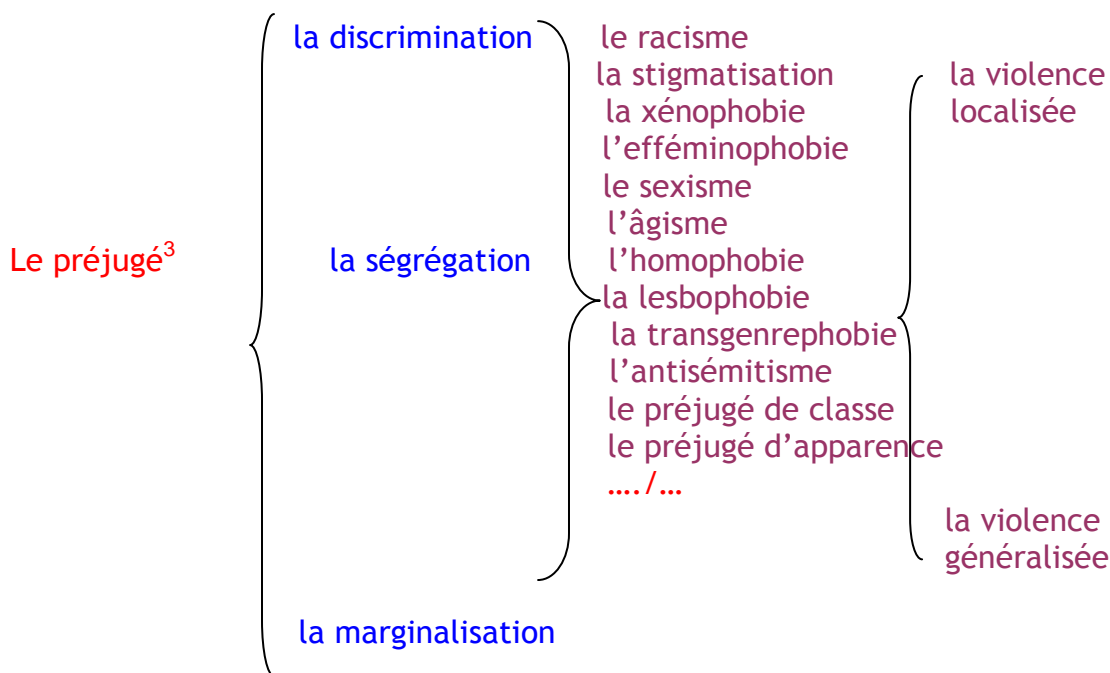 la discrimination
la ségrégation
la marginalisation
Le préjugé³
le racisme
la stigmatisation
la xénophobie
l’efféminophobie
le sexisme
l’âgisme
l’homophobie
la lesbophobie
la transgenrephobie
l’antisémitisme
le préjugé de classe
le préjugé d’apparence
…./…
la violence
localisée
la violence
généralisée